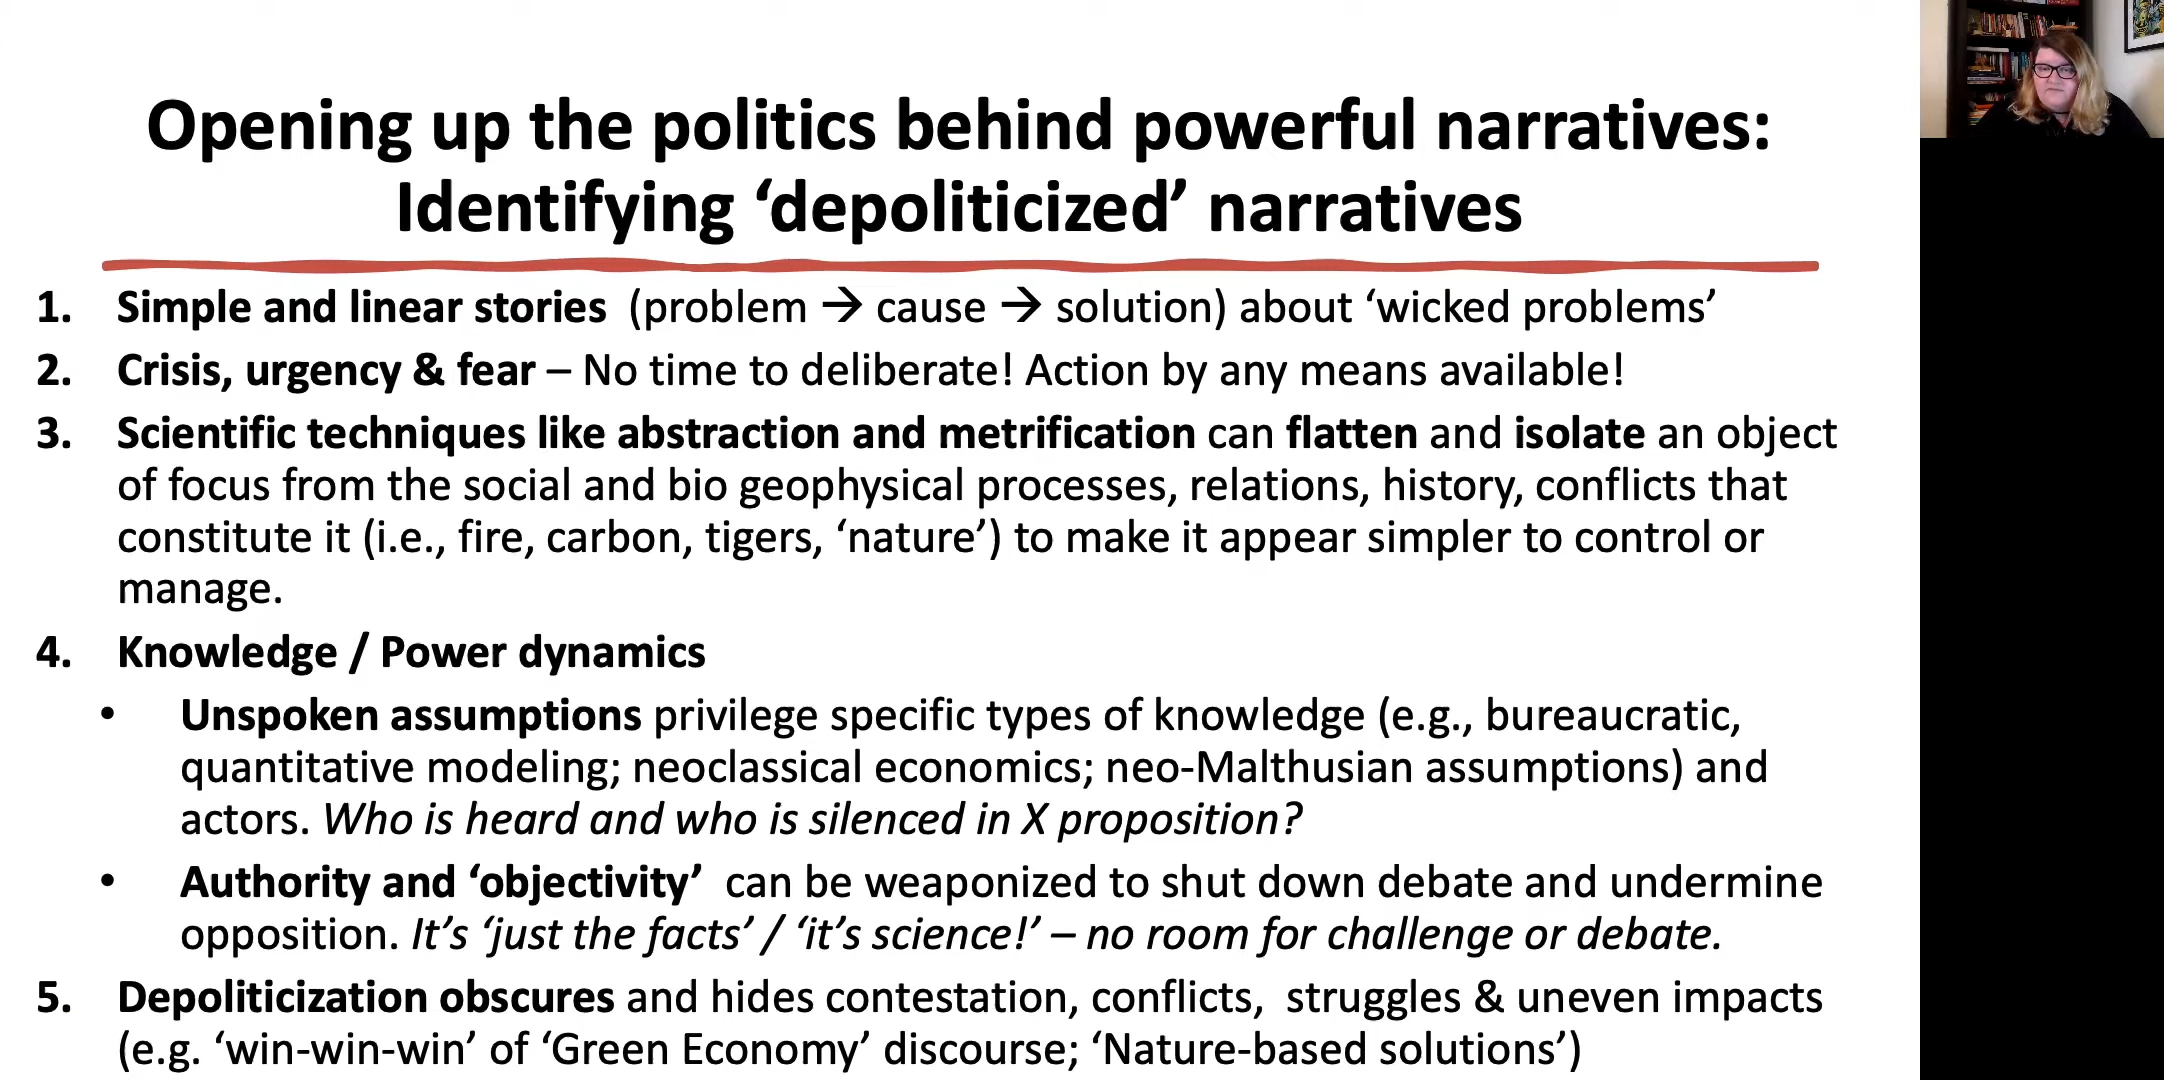 Opening up the politics behind powerful narratives:
Identifying ‘depoliticized’ narratives
1. Simple and linear stories (problem → cause → solution) about ‘wicked problems’
2. Crisis, urgency & fear – No time to deliberate! Action by any means available!
3. Scientific techniques like abstraction and metrification can flatten and isolate an object
of focus from the social and bio geophysical processes, relations, history, conflicts that
constitute it (i.e., fire, carbon, tigers, ‘nature’) to make it appear simpler to control or
manage.
4. Knowledge / Power dynamics
• Unspoken assumptions privilege specific types of knowledge (e.g., bureaucratic,
quantitative modeling; neoclassical economics; neo-Malthusian assumptions) and
actors. Who is heard and who is silenced in X proposition?
• Authority and ‘objectivity’ can be weaponized to shut down debate and undermine
opposition. It’s ‘just the facts’ / ‘it’s science!’ – no room for challenge or debate.
5. Depoliticization obscures and hides contestation, conflicts, struggles & uneven impacts
(e.g. ‘win-win-win’ of ‘Green Economy’ discourse; ‘Nature-based solutions’)